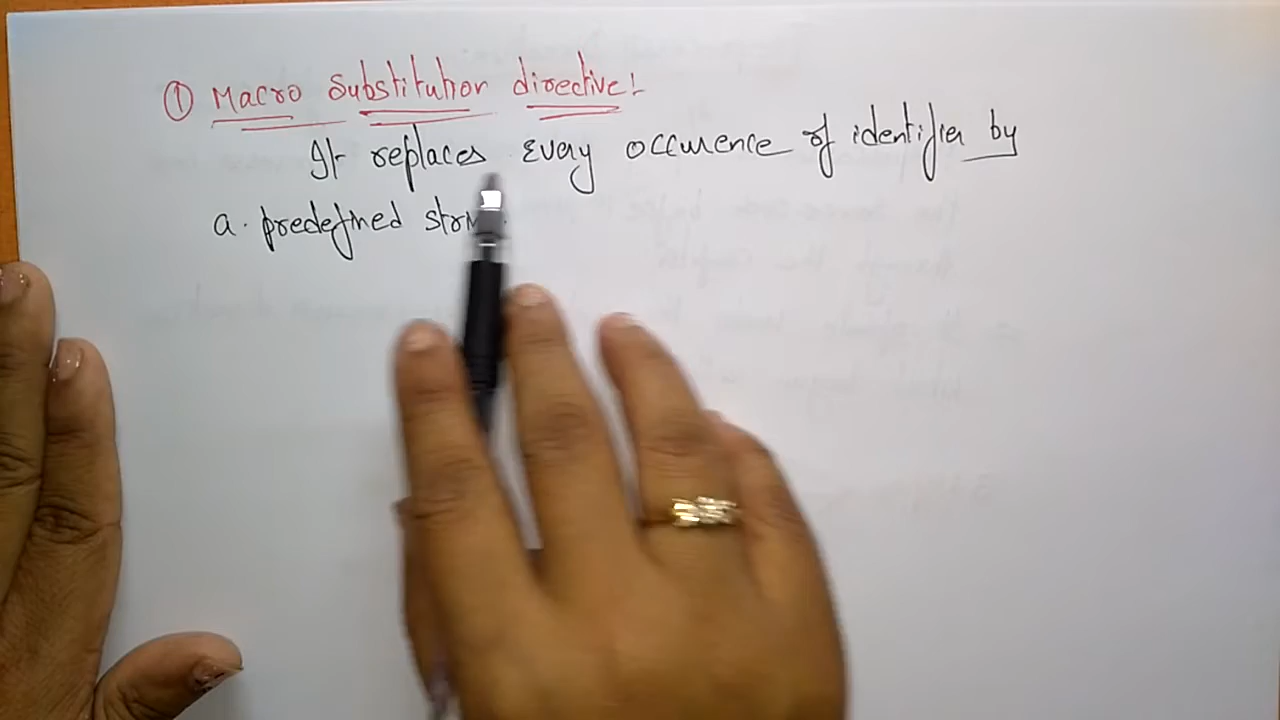 ① Macro Substitution directive!
It replaces Every occurence of identifier by
a predefined